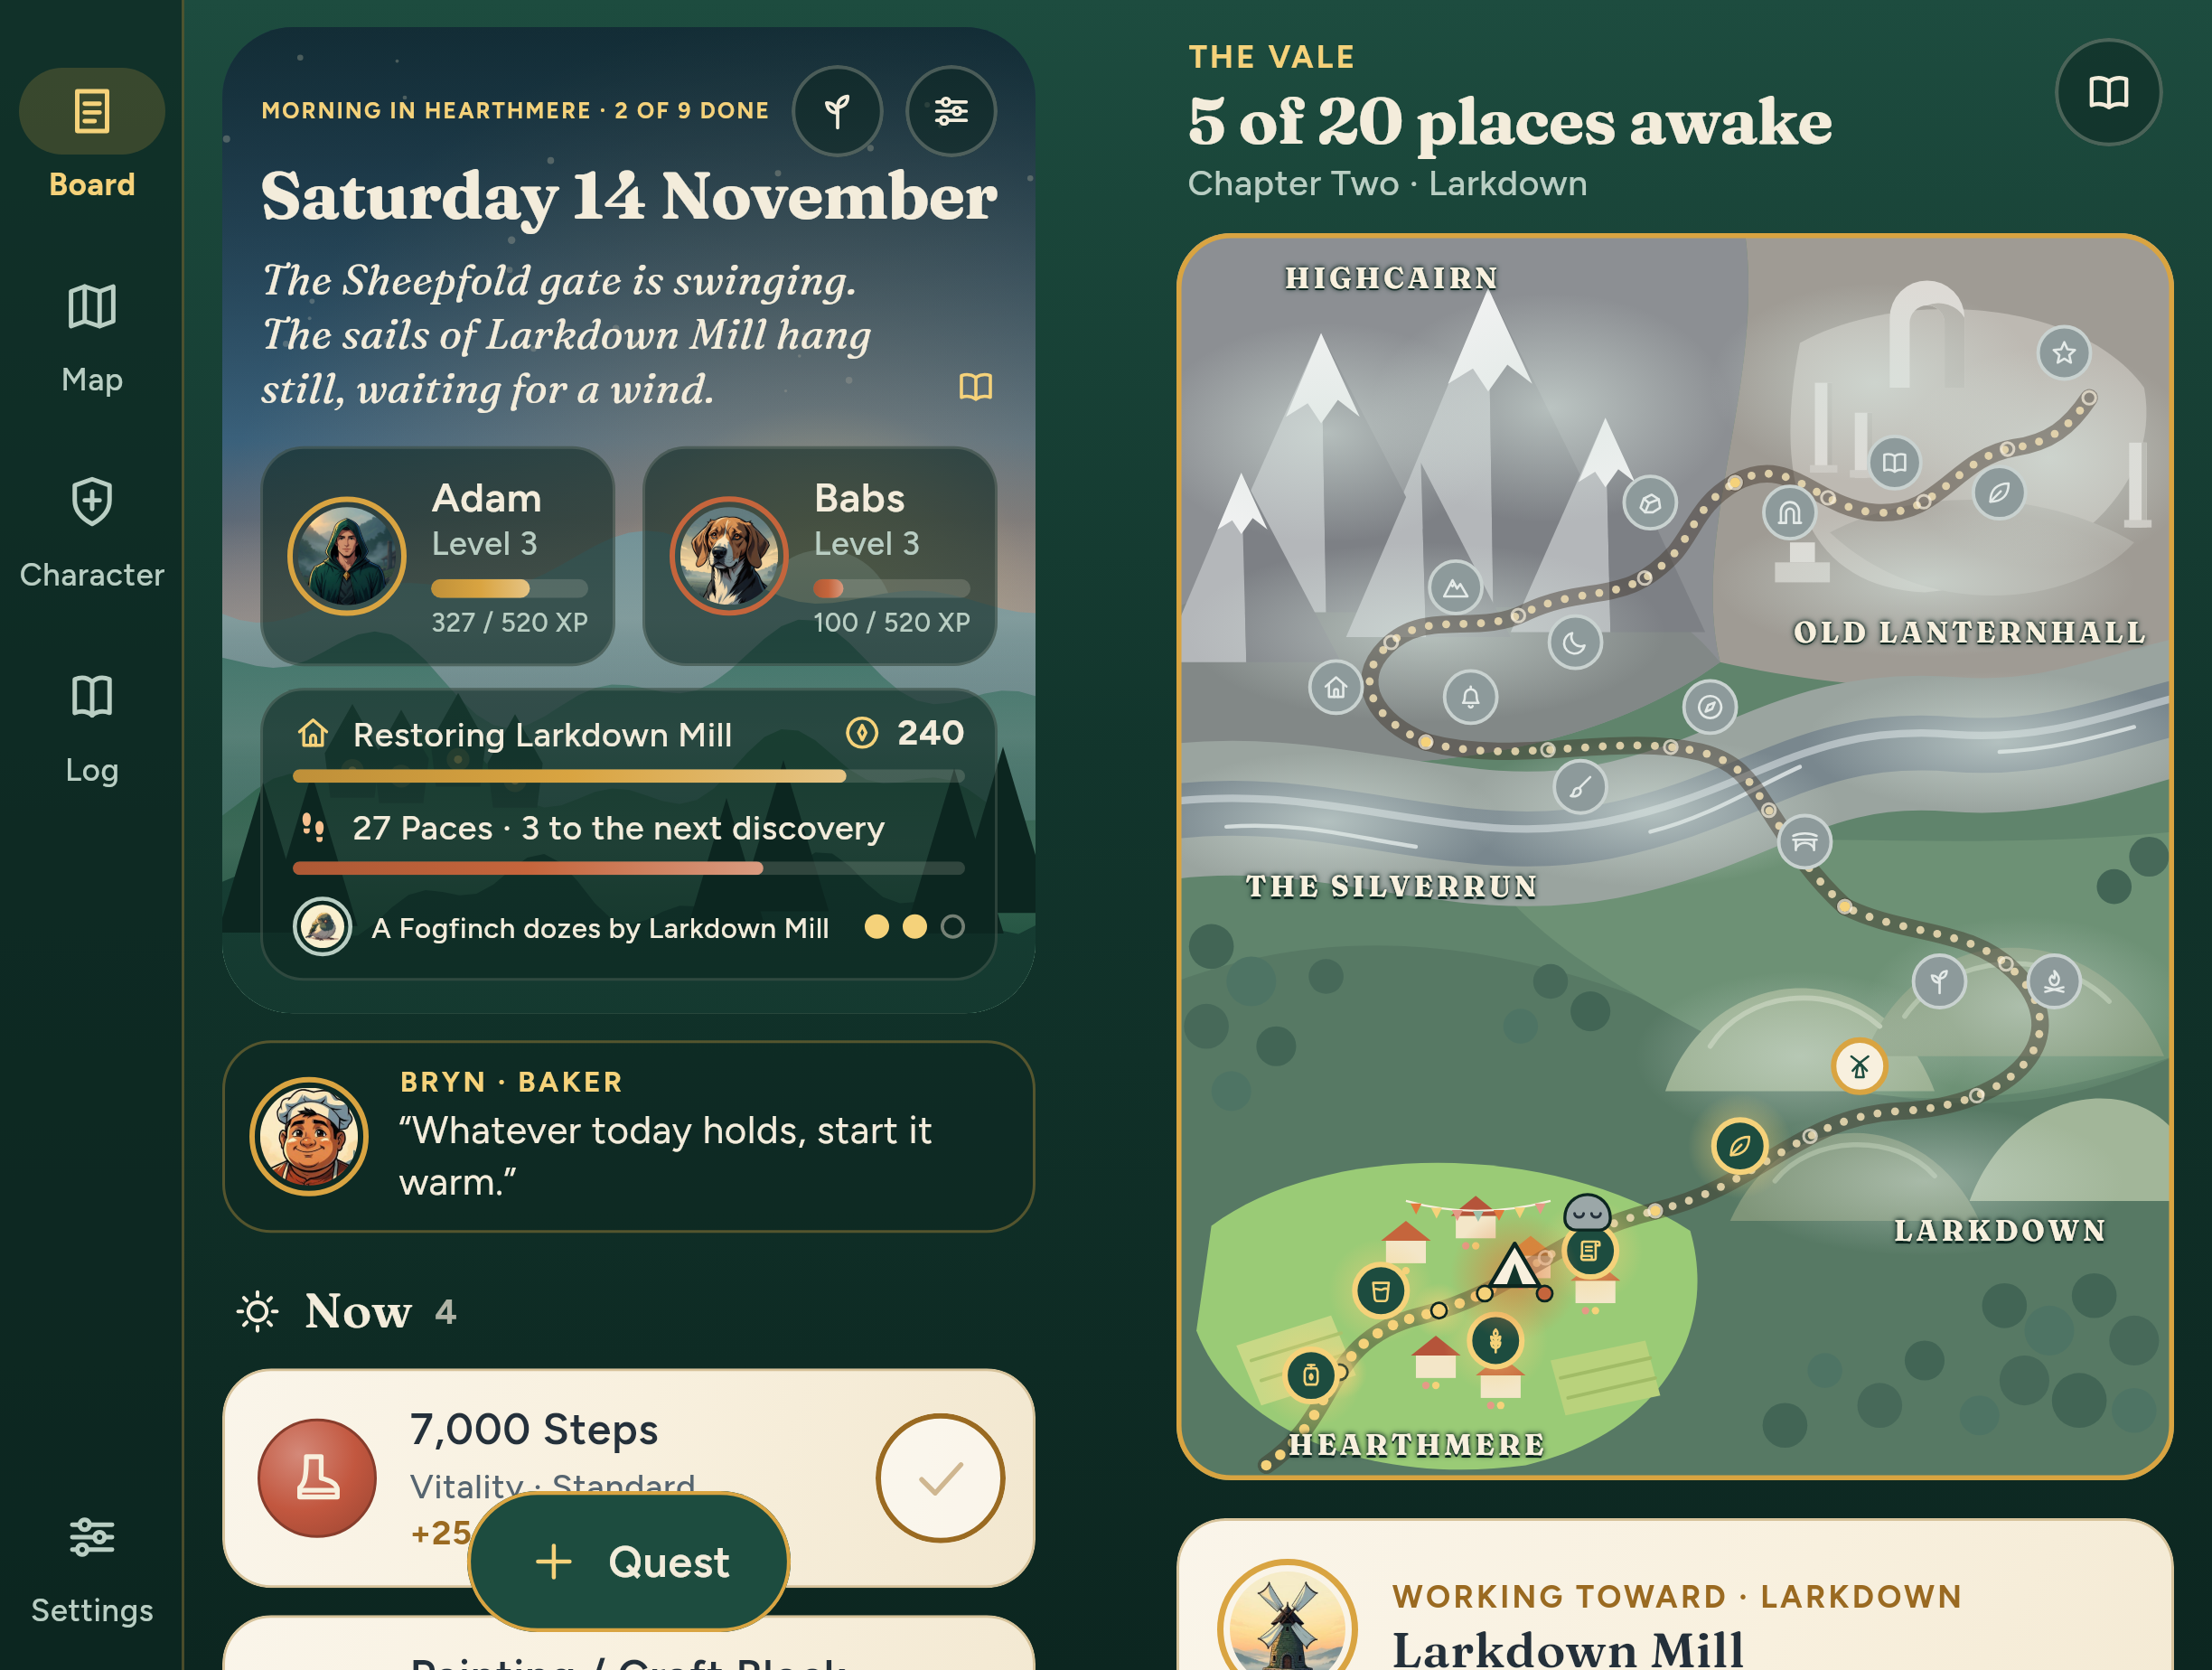 Board
Map
Character
Log
Settings
MORNING IN HEARTHMERE · 2 OF 9 DONE
Saturday 14 November
The Sheepfold gate is swinging.
The sails of Larkdown Mill hang
still, waiting for a wind.
Adam
Level 3
327 / 520 XP
Babs
Level 3
100 / 520 XP
Restoring Larkdown Mill
240
27 Paces · 3 to the next discovery
A Fogfinch dozes by Larkdown Mill
BRYN · BAKER
“Whatever today holds, start it
warm.”
Now 4
7,000 Steps
Vitality · Standard
+25
Quest
Painting / Craft Block
THE VALE
5 of 20 places awake
Chapter Two · Larkdown
HIGHCAIRN
OLD LANTERNHALL
THE SILVERRUN
LARKDOWN
HEARTHMERE
WORKING TOWARD · LARKDOWN
Larkdown Mill